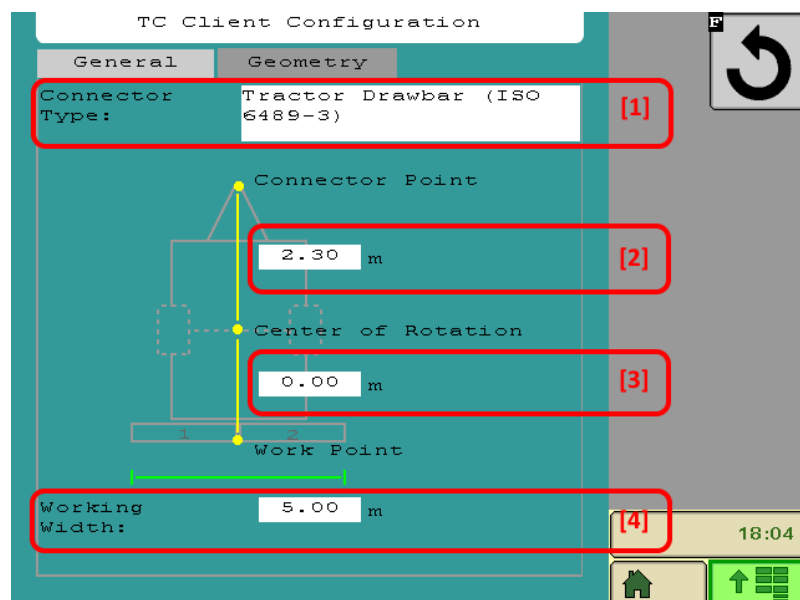 TC Client Configuration
F
General Geometry
Connector Type:
Tractor Drawbar (ISO 6489-3)
[1]
Connector Point
2.30 m
[2]
Center of Rotation
0.00 m
[3]
1 2
Work Point
Working Width:
5.00 m
[4]
18:04